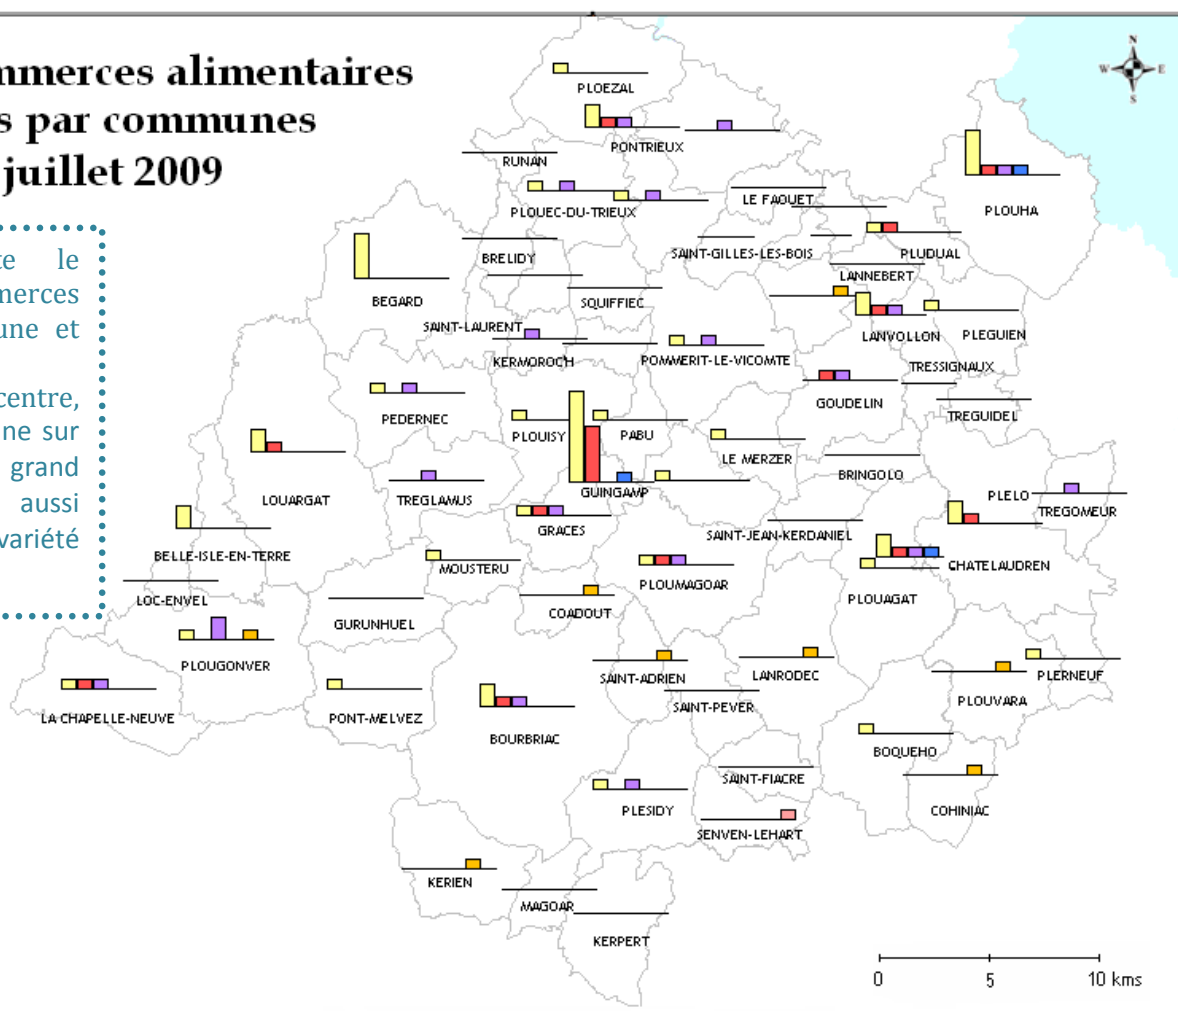 mmerces alimentaires
s par communes
juillet 2009
te le
merces
une et
centre,
ne sur
grand
aussi
variété
N
W E
S
PLOEZAL
PONTRIEUX
RUNAN
PLOUEC-DU-TRIEUX
LE FAOUET
PLOUHA
BRELIDY
SAINT-GILLES-LES-BOIS
PLUDUAL
LANNEBERT
BEGARD
SQUIFFIEC
SAINT-LAURENT
KERMOROCH
POMMERIT-LE-VICOMTE
LANVOLLON
PLEGUIEN
TRESSIGNAUX
PEDERNEC
GOUDELIN
TREGUIDEL
PLOUISY
PABU
LE MERZER
BRINGOLO
LOUARGAT
TREGLAMUS
GUINGAMP
PLELO
TREGOMEUR
GRACES
SAINT-JEAN-KERDANIEL
BELLE-ISLE-EN-TERRE
MOUSTERU
PLOUMAGOAR
CHATELAUDREN
LOC-ENVEL
COADOUT
PLOUAGAT
GURUNHUEL
PLOUGONVER
SAINT-ADRIEN
LANRODEC
PLERNEUF
PLOUVARA
LA CHAPELLE-NEUVE
PONT-MELVEZ
SAINT-PEVER
BOURBRIAC
BOQUEHO
SAINT-FIACRE
PLESIDY
COHINIAC
SENVEN-LEHART
KERIEN
MAGOAR
KERPERT
0 5 10 kms